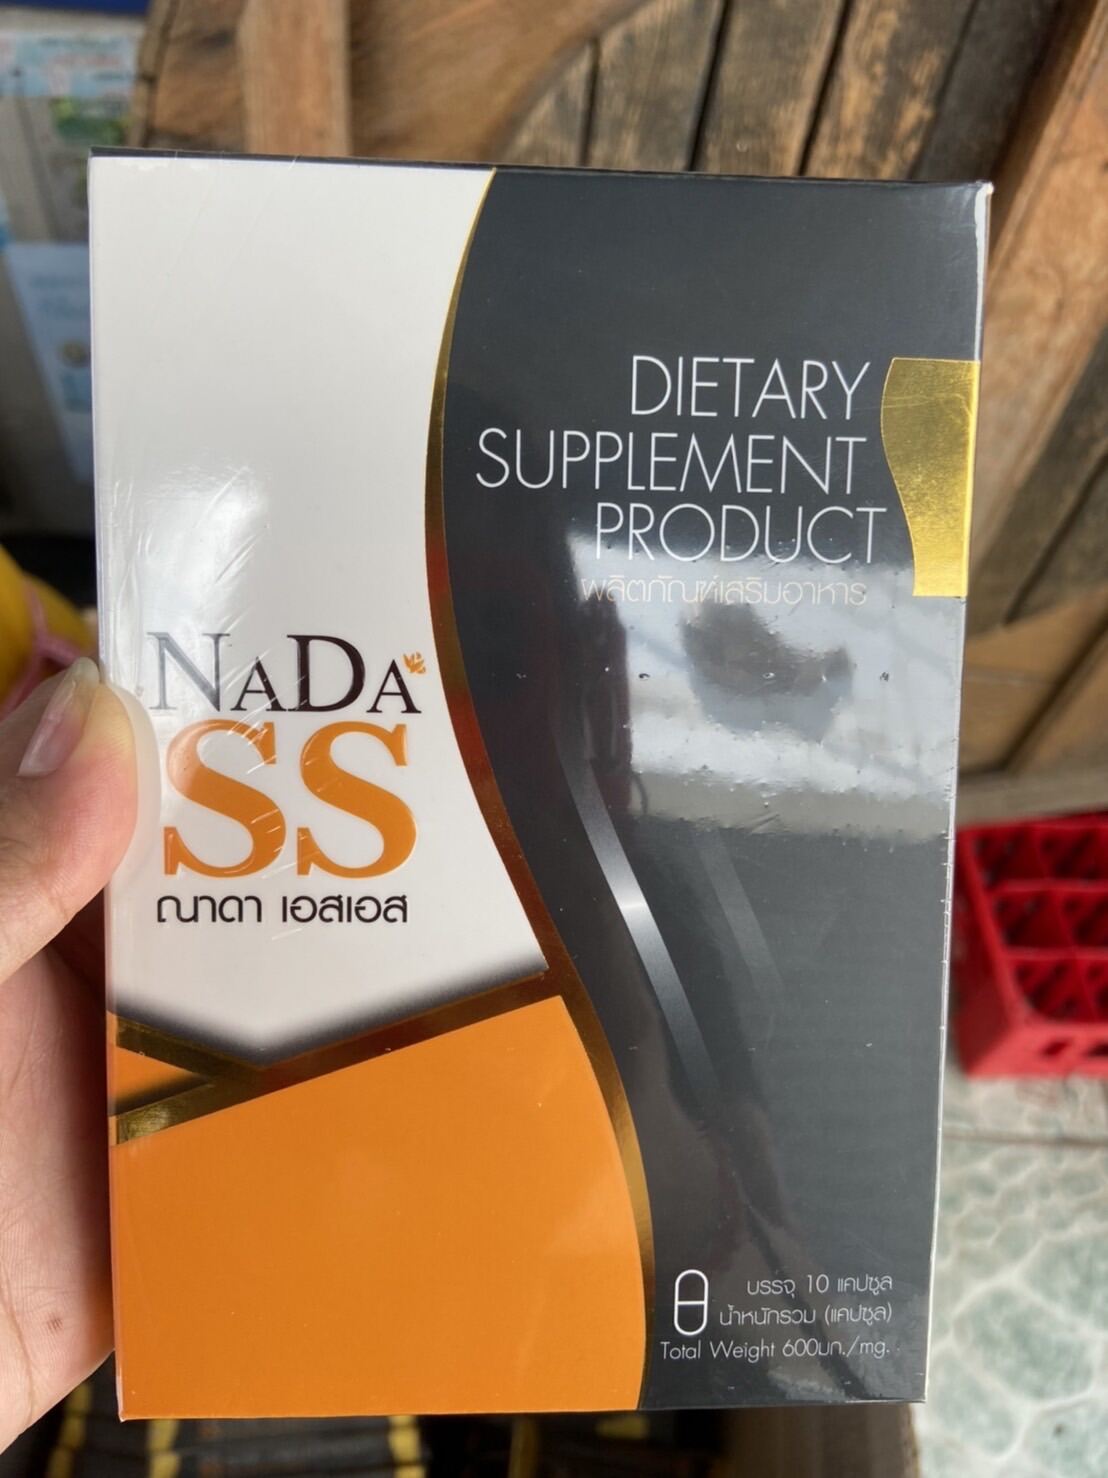 DIETARY
SUPPLEMENT
PRODUCT
ผลิตภัณฑ์เสริมอาหาร
NADA
SS
ณาดา เอสเอส
บรรจุ 10 แคปซูล
น้ำหนักรวม (แคปซูล)
Total Weight 600มก./mg.